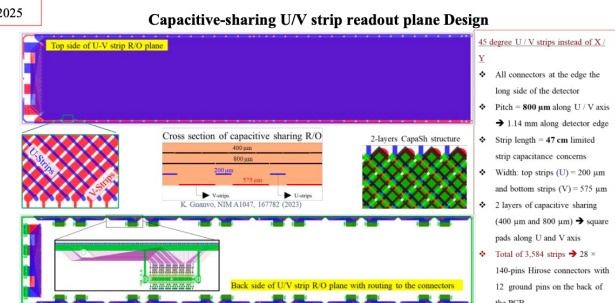 2025
Capacitive-sharing U/V strip readout plane Design
Top side of U-V strip R/O plane
U-Strips
V-Strips
Cross section of capacitive sharing R/O
400 µm
800 µm
200 µm
575 µm
V-strips
U-strips
K. Gnanvo, NIM A1047, 167782 (2023)
2-layers CapaSh structure
Back side of U/V strip R/O plane with routing to the connectors
45 degree U / V strips instead of X /
Y
❖ All connectors at the edge the
long side of the detector
❖ Pitch = 800 µm along U / V axis
➔ 1.14 mm along detector edge
❖ Strip length = 47 cm limited
strip capacitance concerns
❖ Width: top strips (U) = 200 µm
and bottom strips (V) = 575 µm
❖ 2 layers of capacitive sharing
(400 µm and 800 µm) ➔ square
pads along U and V axis
❖ Total of 3,584 strips ➔ 28 ×
140-pins Hirose connectors with
12 ground pins on the back of
the PCB